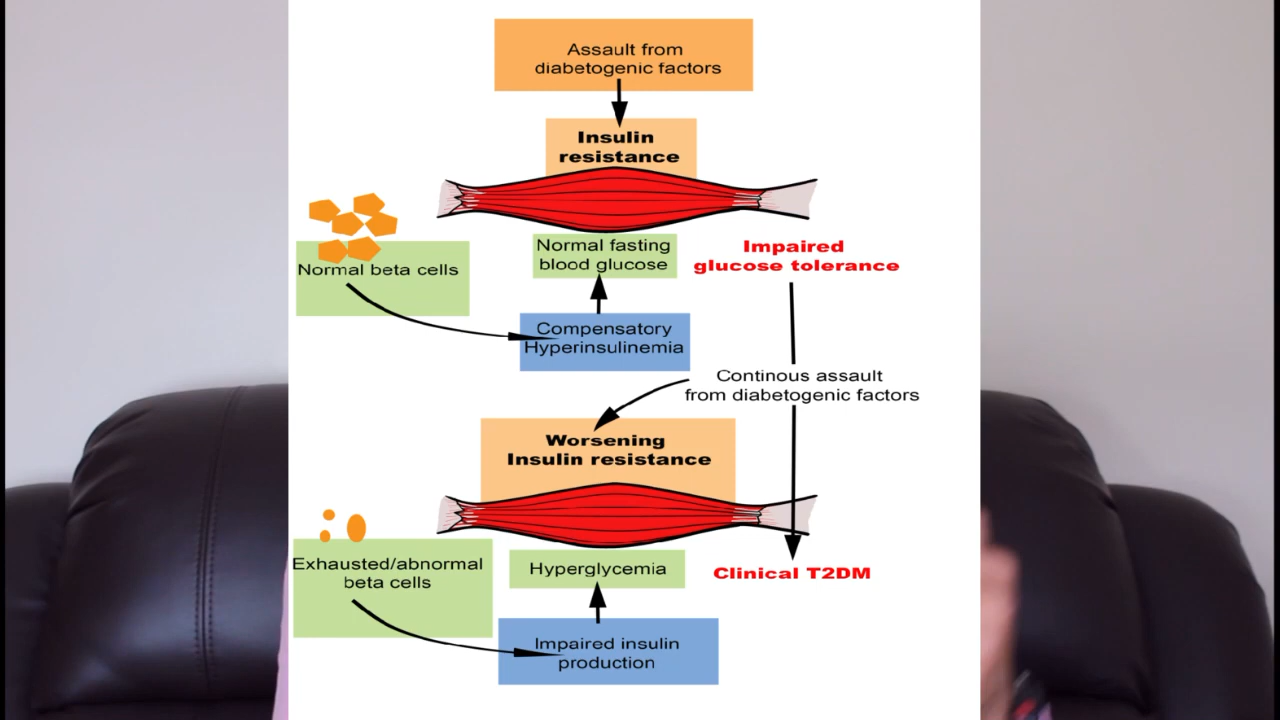 Assault from
diabetogenic factors
Insulin
resistance
Normal beta cells
Normal fasting
blood glucose
Impaired
glucose tolerance
Compensatory
Hyperinsulinemia
Continous assault
from diabetogenic factors
Worsening
Insulin resistance
Exhausted/abnormal
beta cells
Hyperglycemia
Clinical T2DM
Impaired insulin
production